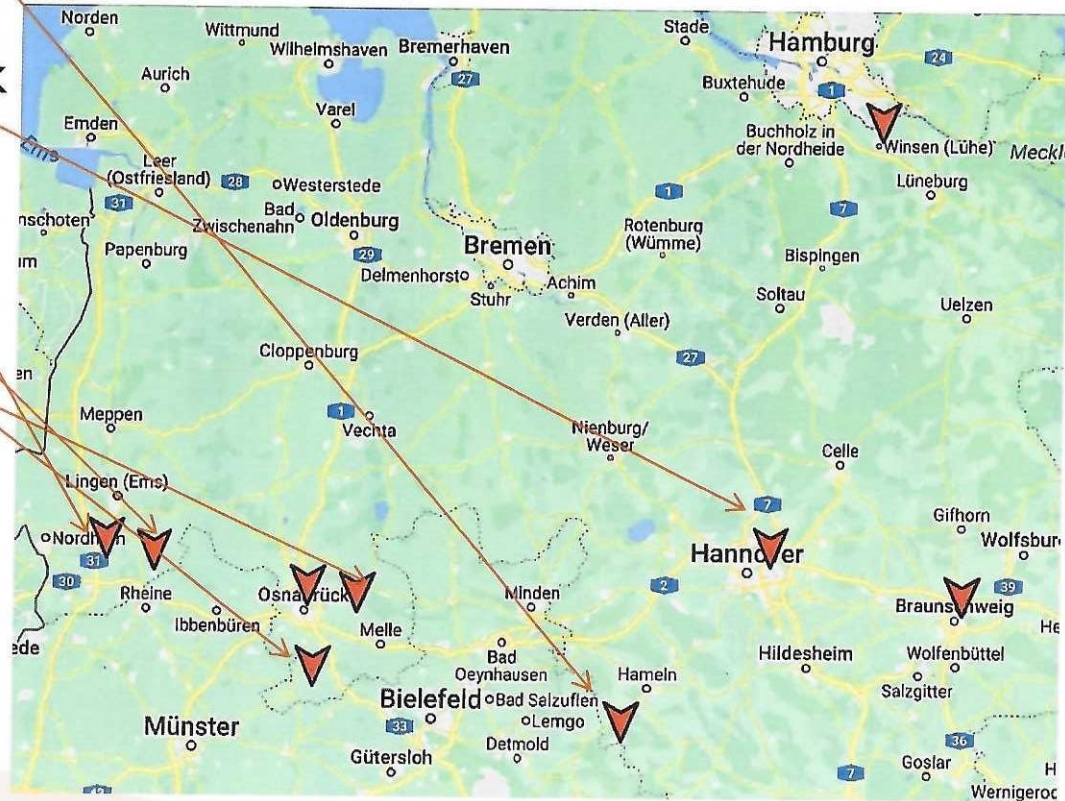 Norden
Wittmund
Wilhelmshaven
Bremerhaven
Stade
Hamburg
24
27
Aurich
Buxtehude
1
Varel
Emden
Ems
Buchholz in
der Nordheide
Winsen (Lühe)
Leer
(Ostfriesland)
28
Westerstede
1
Lüneburg
31
7
Bad
Zwischenahn
Oldenburg
nschoten
Rotenburg
(Wümme)
Papenburg
29
Bremen
Bispingen
Delmenhorst
Achim
Stuhr
Soltau
Uelzen
Verden (Aller)
Cloppenburg
27
Meppen
1
Vechta
Nienburg/
Weser
Celle
Lingen (Ems)
7
Gifhorn
31
Hannover
Wolfsbur
30
2
39
Rheine
Osnabrück
Minden
Braunschweig
Ibbenbüren
Melle
Bad
Oeynhausen
Hildesheim
Wolfenbüttel
Hameln
Salzgitter
Bielefeld
Bad Salzuflen
Lemgo
33
Münster
Detmold
36
Gütersloh
7
Goslar
Wernigeroc